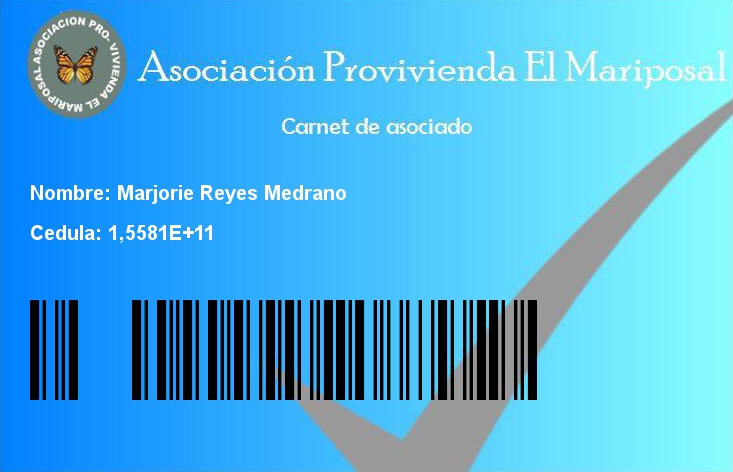 ASOCIACION PRO. VIVIENDA EL MARIPOSAL
Asociación Provivienda El Mariposal
Carnet de asociado
Nombre: Marjorie Reyes Medrano
Cedula: 1,5581E+11